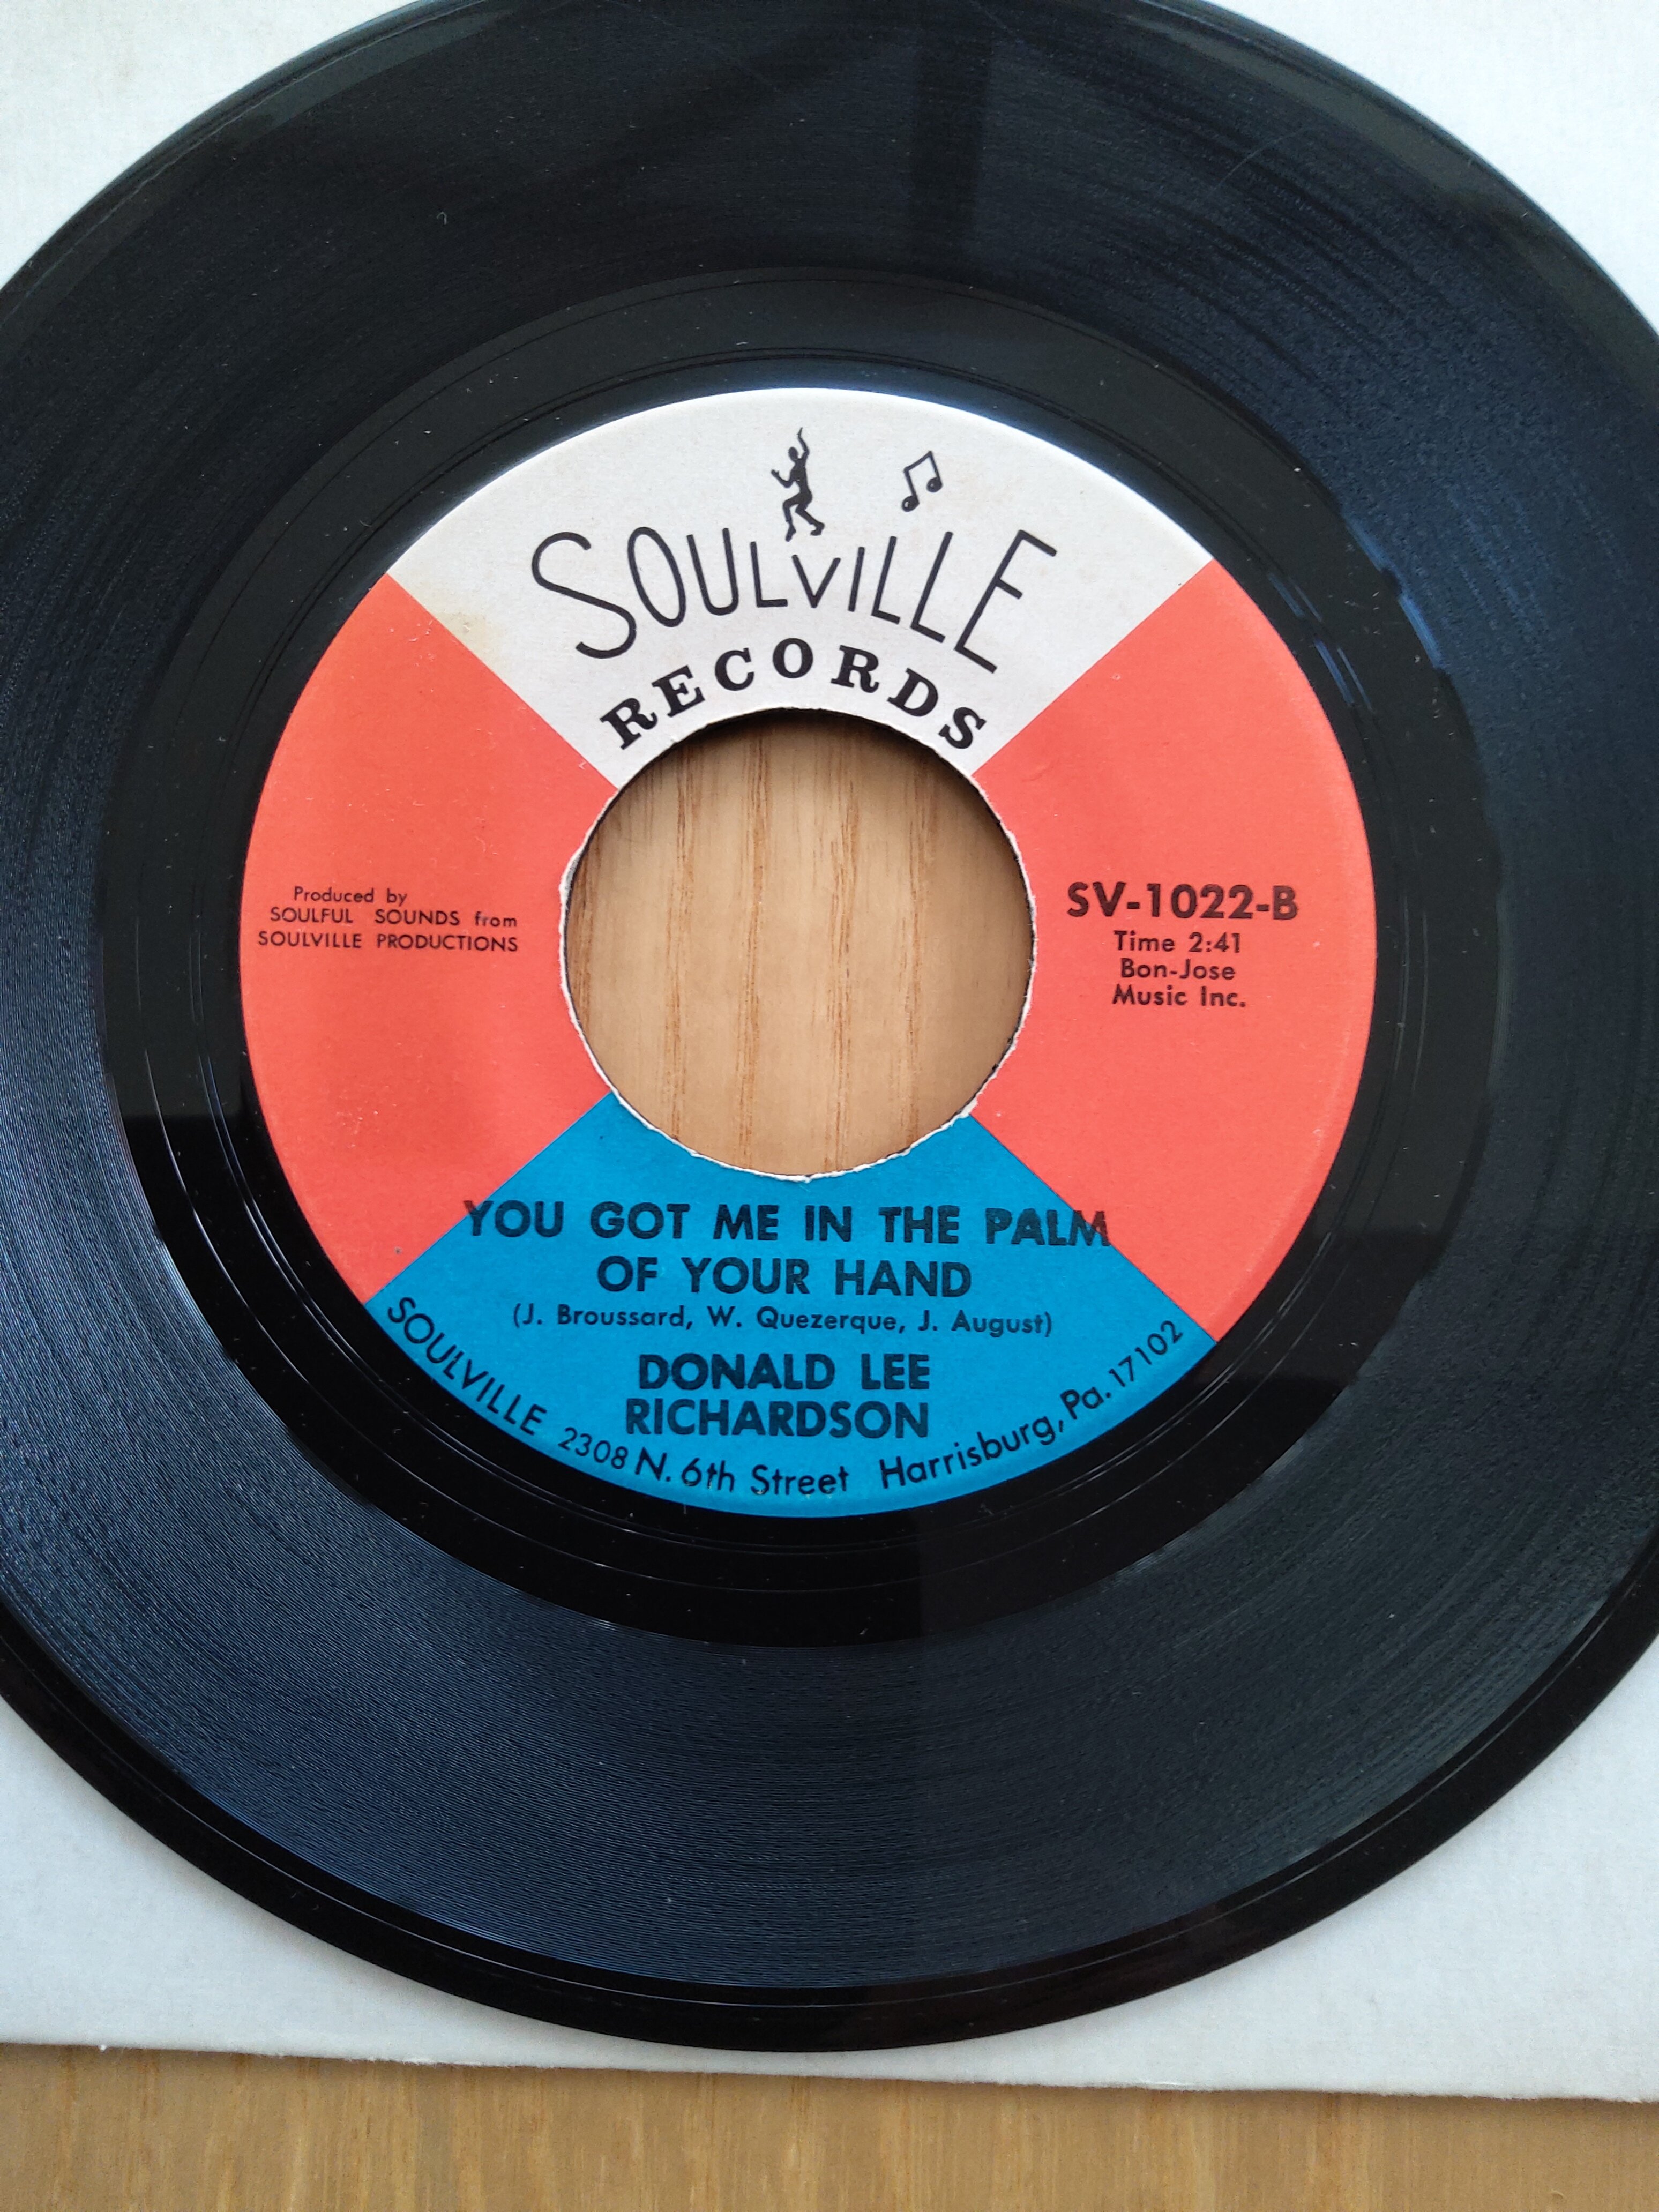 SOULVILLE
RECORDS
Produced by
SOULFUL SOUNDS from
SOULVILLE PRODUCTIONS
SV-1022-B
Time 2:41
Bon-Jose
Music Inc.
YOU GOT ME IN THE PALM
OF YOUR HAND
(J. Broussard, W. Quezerque, J. August)
DONALD LEE
RICHARDSON
SOULVILLE 2308 N. 6th Street Harrisburg, Pa. 17102